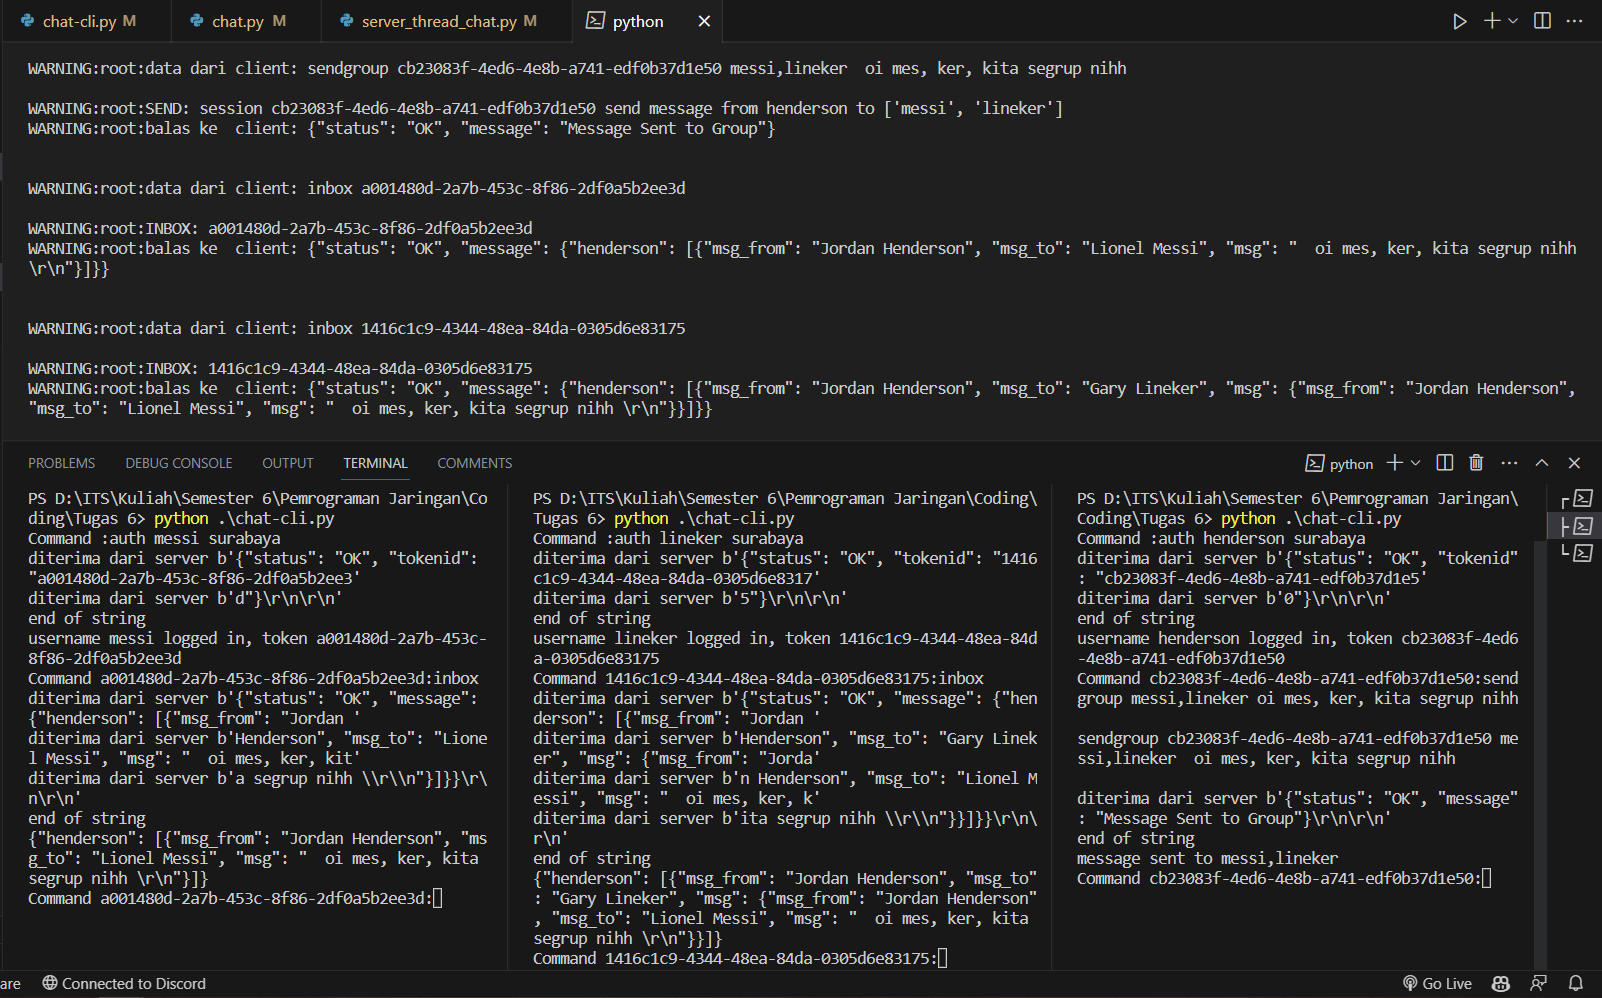 chat-cli.py M
chat.py M
server_thread_chat.py M
python
WARNING:root:data dari client: sendgroup cb23083f-4ed6-4e8b-a741-edf0b37d1e50 messi,lineker  oi mes, ker, kita segrup nihh
WARNING:root:SEND: session cb23083f-4ed6-4e8b-a741-edf0b37d1e50 send message from henderson to ['messi', 'lineker']
WARNING:root:balas ke  client: {"status": "OK", "message": "Message Sent to Group"}
WARNING:root:data dari client: inbox a001480d-2a7b-453c-8f86-2df0a5b2ee3d
WARNING:root:INBOX: a001480d-2a7b-453c-8f86-2df0a5b2ee3d
WARNING:root:balas ke  client: {"status": "OK", "message": {"henderson": [{"msg_from": "Jordan Henderson", "msg_to": "Lionel Messi", "msg": "  oi mes, ker, kita segrup nihh
\r\n"}]}}
WARNING:root:data dari client: inbox 1416c1c9-4344-48ea-84da-0305d6e83175
WARNING:root:INBOX: 1416c1c9-4344-48ea-84da-0305d6e83175
WARNING:root:balas ke  client: {"status": "OK", "message": {"henderson": [{"msg_from": "Jordan Henderson", "msg_to": "Gary Lineker", "msg": {"msg_from": "Jordan Henderson",
"msg_to": "Lionel Messi", "msg": "  oi mes, ker, kita segrup nihh \r\n"}}]}}
PROBLEMS
DEBUG CONSOLE
OUTPUT
TERMINAL
COMMENTS
python
PS D:\ITS\Kuliah\Semester 6\Pemrograman Jaringan\Co
ding\Tugas 6> python .\chat-cli.py
Command :auth messi surabaya
diterima dari server b'{"status": "OK", "tokenid":
"a001480d-2a7b-453c-8f86-2df0a5b2ee3'
diterima dari server b'd"}\r\n\r\n'
end of string
username messi logged in, token a001480d-2a7b-453c-
8f86-2df0a5b2ee3d
Command a001480d-2a7b-453c-8f86-2df0a5b2ee3d:inbox
diterima dari server b'{"status": "OK", "message":
{"henderson": [{"msg_from": "Jordan '
diterima dari server b'Henderson", "msg_to": "Lione
l Messi", "msg": "  oi mes, ker, kit'
diterima dari server b'a segrup nihh \\r\\n"}]}}\r\
n\r\n'
end of string
{"henderson": [{"msg_from": "Jordan Henderson", "ms
g_to": "Lionel Messi", "msg": "  oi mes, ker, kita
segrup nihh \r\n"}]}
Command a001480d-2a7b-453c-8f86-2df0a5b2ee3d:
PS D:\ITS\Kuliah\Semester 6\Pemrograman Jaringan\Coding\
Tugas 6> python .\chat-cli.py
Command :auth lineker surabaya
diterima dari server b'{"status": "OK", "tokenid": "1416
c1c9-4344-48ea-84da-0305d6e8317'
diterima dari server b'5"}\r\n\r\n'
end of string
username lineker logged in, token 1416c1c9-4344-48ea-84d
a-0305d6e83175
Command 1416c1c9-4344-48ea-84da-0305d6e83175:inbox
diterima dari server b'{"status": "OK", "message": {"hen
derson": [{"msg_from": "Jordan '
diterima dari server b'Henderson", "msg_to": "Gary Linek
er", "msg": {"msg_from": "Jorda'
diterima dari server b'n Henderson", "msg_to": "Lionel M
essi", "msg": "  oi mes, ker, k'
diterima dari server b'ita segrup nihh \\r\\n"}}]}}\r\n\
r\n'
end of string
{"henderson": [{"msg_from": "Jordan Henderson", "msg_to"
: "Gary Lineker", "msg": {"msg_from": "Jordan Henderson"
, "msg_to": "Lionel Messi", "msg": "  oi mes, ker, kita
segrup nihh \r\n"}}]}
Command 1416c1c9-4344-48ea-84da-0305d6e83175:
PS D:\ITS\Kuliah\Semester 6\Pemrograman Jaringan\
Coding\Tugas 6> python .\chat-cli.py
Command :auth henderson surabaya
diterima dari server b'{"status": "OK", "tokenid"
: "cb23083f-4ed6-4e8b-a741-edf0b37d1e5'
diterima dari server b'0"}\r\n\r\n'
end of string
username henderson logged in, token cb23083f-4ed6
-4e8b-a741-edf0b37d1e50
Command cb23083f-4ed6-4e8b-a741-edf0b37d1e50:send
group messi,lineker oi mes, ker, kita segrup nihh
sendgroup cb23083f-4ed6-4e8b-a741-edf0b37d1e50 me
ssi,lineker  oi mes, ker, kita segrup nihh
diterima dari server b'{"status": "OK", "message"
: "Message Sent to Group"}\r\n\r\n'
end of string
message sent to messi,lineker
Command cb23083f-4ed6-4e8b-a741-edf0b37d1e50:
are
Connected to Discord
Go Live